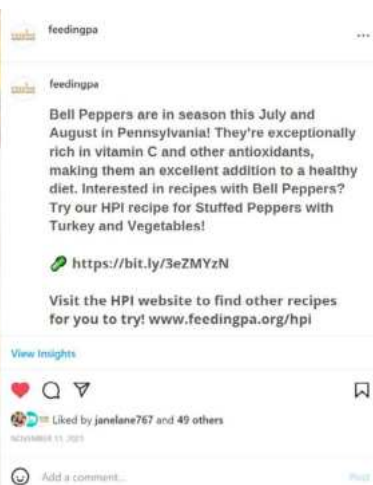 feedingpa
feedingpa
Bell Peppers are in season this July and
August in Pennsylvania! They're exceptionally
rich in vitamin C and other antioxidants,
making them an excellent addition to a healthy
diet. Interested in recipes with Bell Peppers?
Try our HPI recipe for Stuffed Peppers with
Turkey and Vegetables!
https://bit.ly/3eZMYzN
Visit the HPI website to find other recipes
for you to try! www.feedingpa.org/hpi
View Insights
Liked by janelane767 and 49 others
NOVEMBER 11, 2021
Add a comment... Post